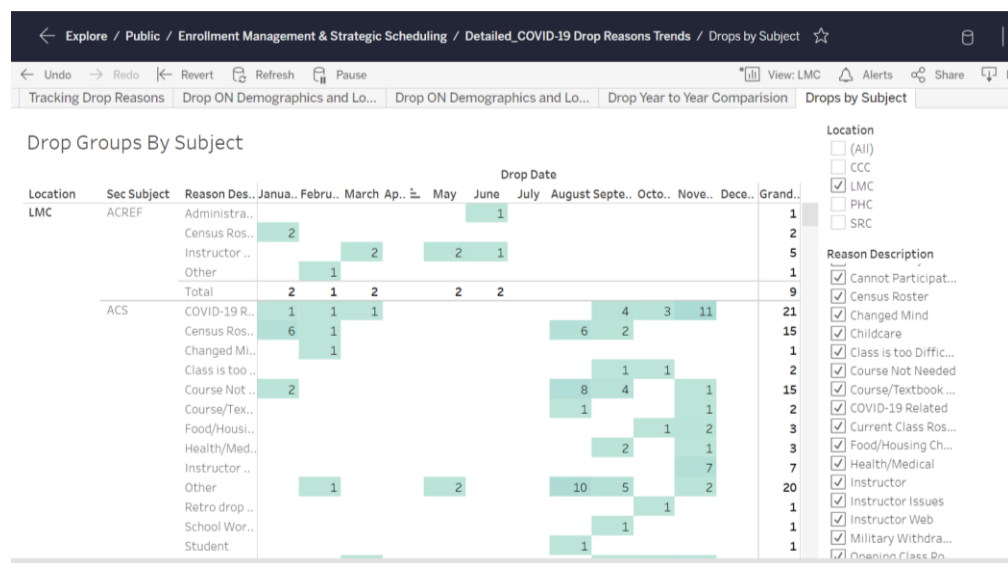 Explore / Public / Enrollment Management & Strategic Scheduling / Detailed_COVID-19 Drop Reasons Trends / Drops by Subject
Undo Redo Revert Refresh Pause View: LMC Alerts Share
Tracking Drop Reasons Drop ON Demographics and Lo... Drop ON Demographics and Lo... Drop Year to Year Comparision Drops by Subject
Drop Groups By Subject
Drop Date
Location Sec Subject Reason Des.. Janua.. Febru.. March Ap.. May June July August Septe.. Octo.. Nove.. Dece.. Grand..
LMC ACREF Administra.. 1 1
Census Ros.. 2 2
Instructor .. 2 2 1 5
Other 1 1
Total 2 1 2 2 2 9
ACS COVID-19 R.. 1 1 1 4 3 11 21
Census Ros.. 6 1 6 2 15
Changed Mi.. 1 1
Class is too .. 1 1 2
Course Not .. 2 8 4 1 15
Course/Tex.. 1 1 2
Food/Housi.. 1 2 3
Health/Med.. 2 1 3
Instructor .. 7 7
Other 1 2 10 5 2 20
Retro drop .. 1 1
School Wor.. 1 1
Student 1 1
Location
(All)
CCC
LMC
PHC
SRC
Reason Description
Cannot Participat...
Census Roster
Changed Mind
Childcare
Class is too Diffic...
Course Not Needed
Course/Textbook ...
COVID-19 Related
Current Class Ros...
Food/Housing Ch...
Health/Medical
Instructor
Instructor Issues
Instructor Web
Military Withdra...
Opening Class Ro...